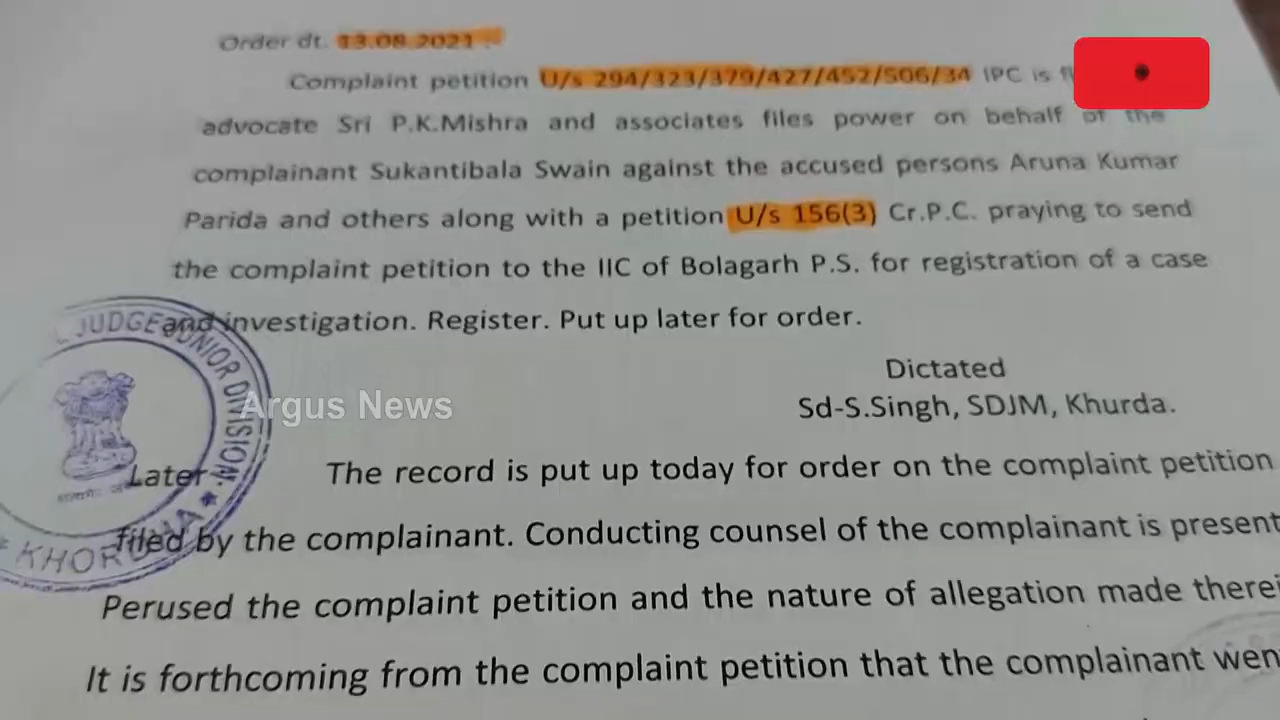 Order dt. 13.08.2021
Complaint petition U/s 294/323/379/427/452/506/34 IPC is
advocate Sri P.K.Mishra and associates files power on behalf of the
complainant Sukantibala Swain against the accused persons Aruna Kumar
Parida and others along with a petition U/s 156(3) Cr.P.C. praying to send
the complaint petition to the IIC of Bolagarh P.S. for registration of a case
and investigation. Register. Put up later for order.
JUDGE JUNIOR DIVISION.
Dictated
Argus News
Sd-S.Singh, SDJM, Khurda.
Later The record is put up today for order on the complaint petition
filed by the complainant. Conducting counsel of the complainant is present
KHORDHA
Perused the complaint petition and the nature of allegation made therei
It is forthcoming from the complaint petition that the complainant wen